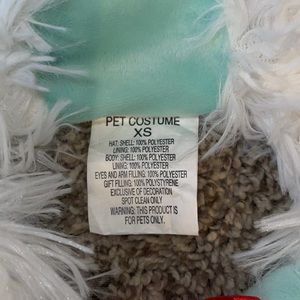 PET COSTUME
XS
HAT: SHELL: 100% POLYESTER
LINING: 100% POLYESTER
BODY: SHELL: 100% POLYESTER
LINING: 100% POLYESTER
EYES AND ARM FILLING: 100% POLYESTER
GIFT FILLING: 100% POLYSTYRENE
EXCLUSIVE OF DECORATION
SPOT CLEAN ONLY
WARNING: THIS PRODUCT IS
FOR PETS ONLY.